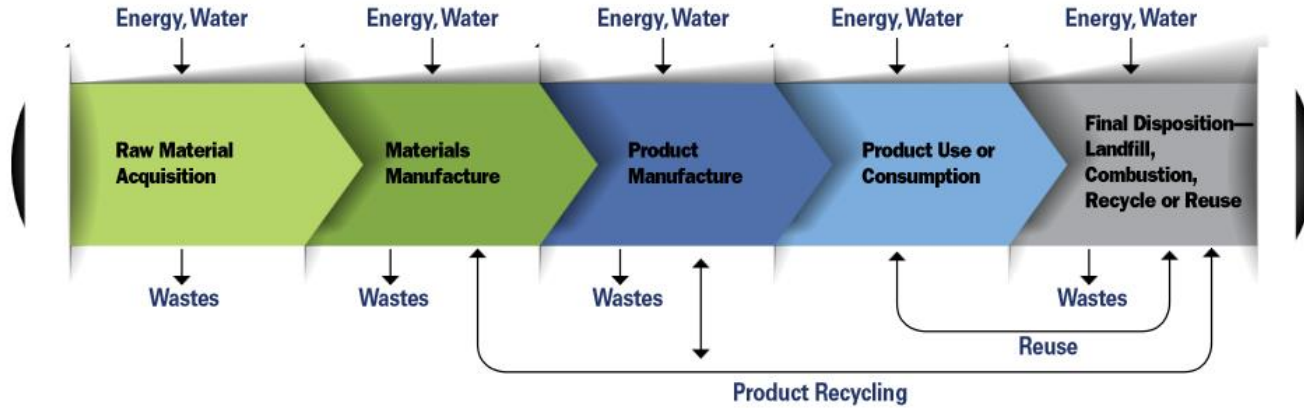 Energy, Water
Energy, Water
Energy, Water
Energy, Water
Energy, Water
Raw Material
Acquisition
Materials
Manufacture
Product
Manufacture
Product Use or
Consumption
Final Disposition—
Landfill,
Combustion,
Recycle or Reuse
Wastes
Wastes
Wastes
Wastes
Reuse
Product Recycling